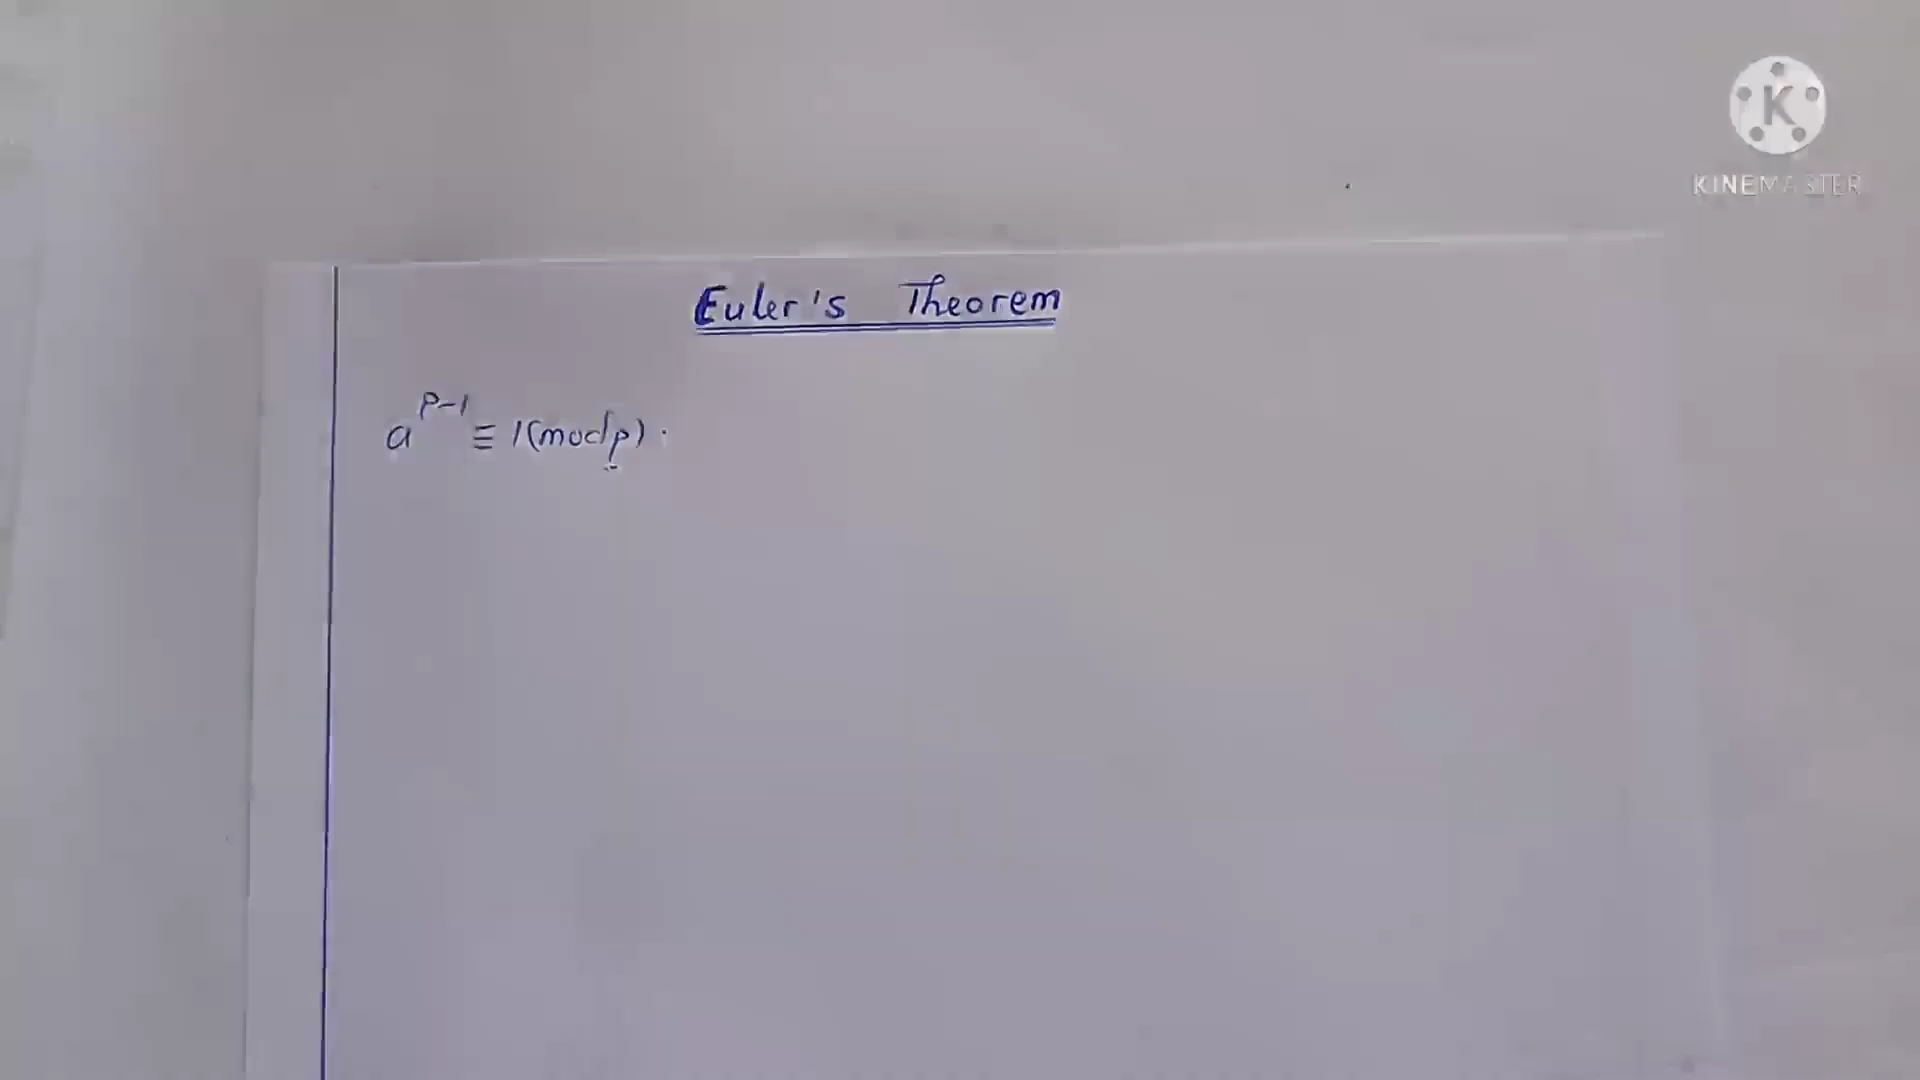 KINEMASTER
Euler's Theorem
a^{p-1} ≡ 1(mod p).